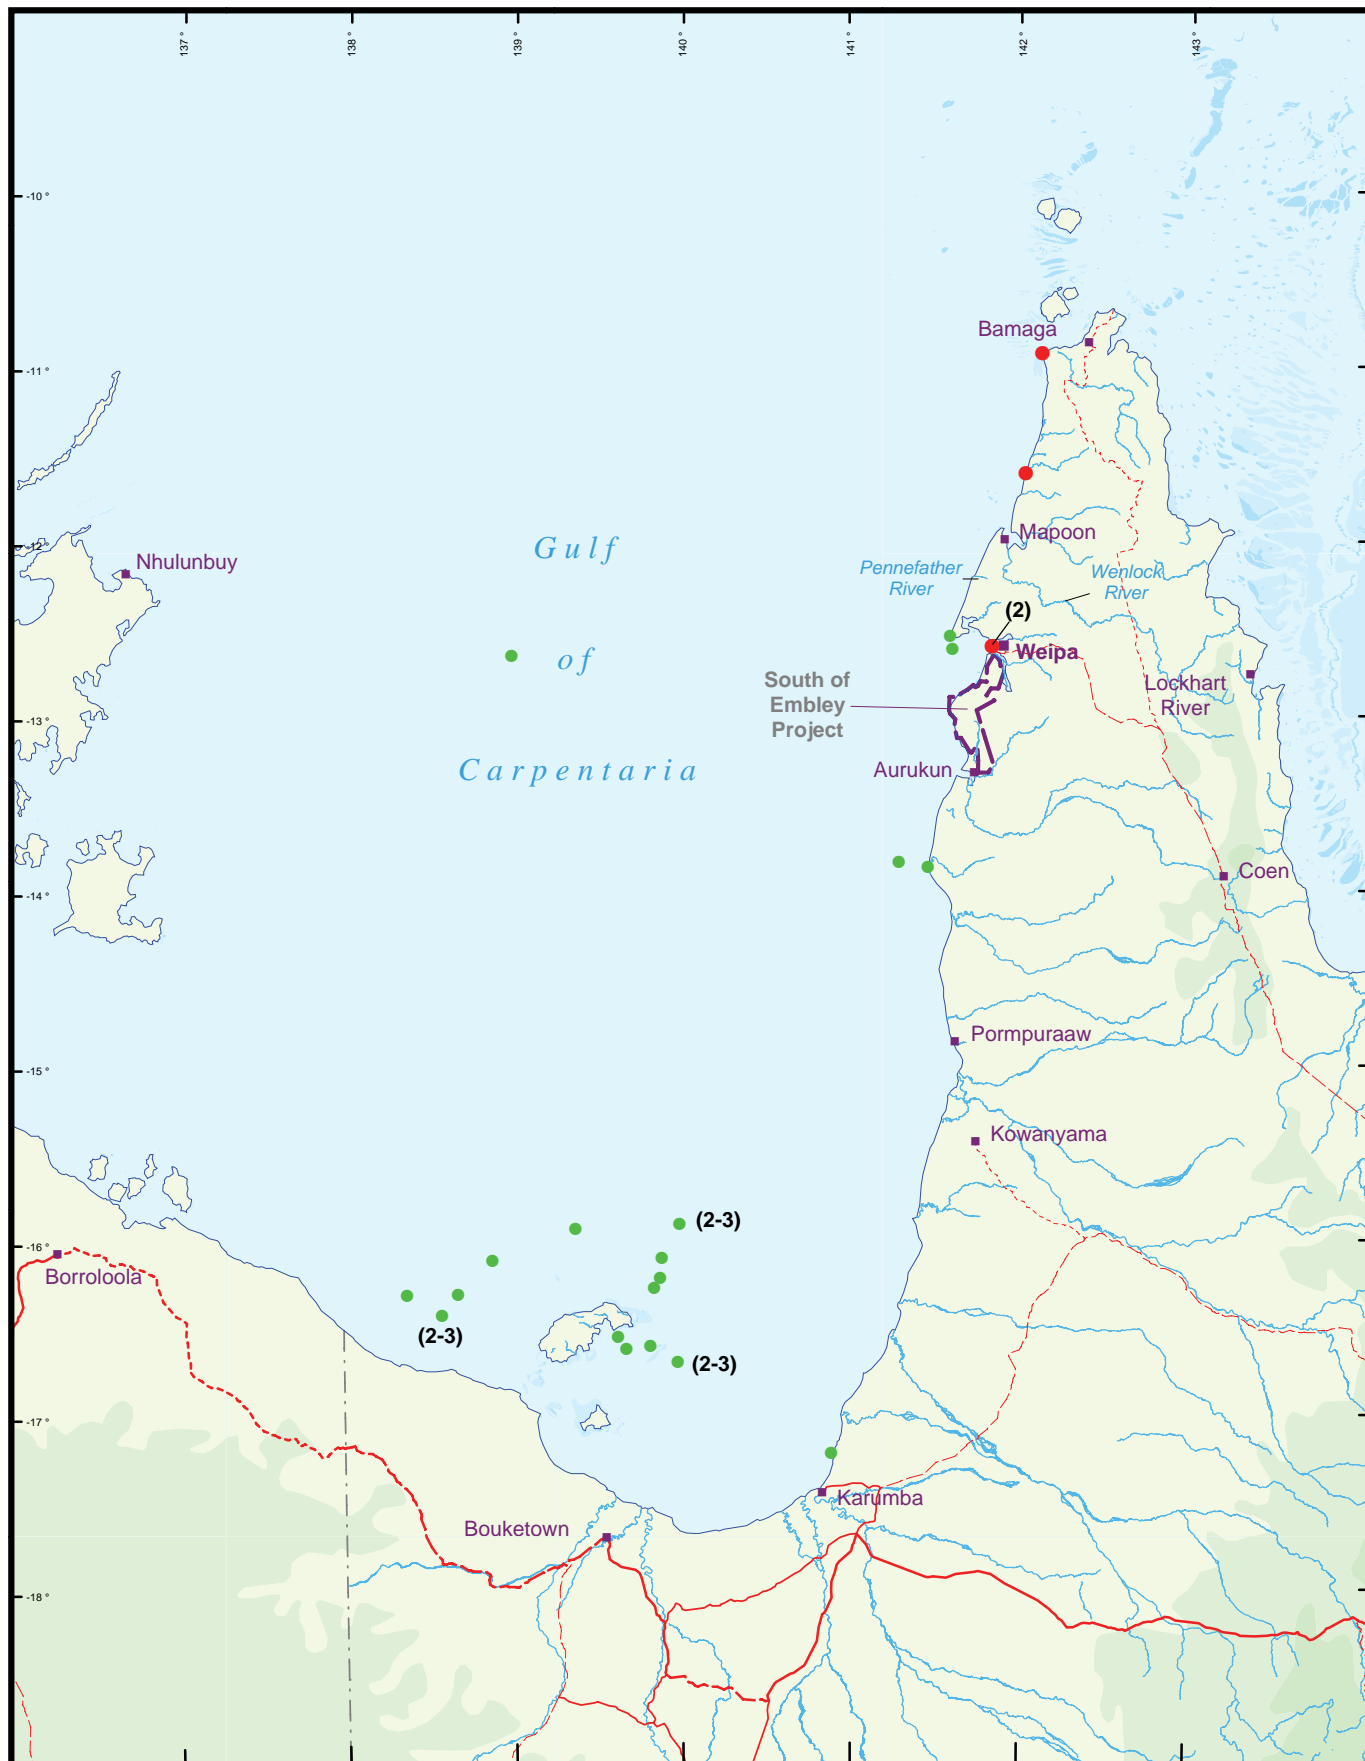 137°
138°
139°
140°
141°
142°
143°
-10°
Bamaga
-11°
Gulf
Mapoon
-12°
Nhulunbuy
Pennefather
River
Wenlock
River
(2)
of
Weipa
South of
Embley
Project
Lockhart
River
-13°
Carpentaria
Aurukun
Coen
-14°
Pormpuraaw
-15°
Kowanyama
(2-3)
-16°
Borroloola
(2-3)
(2-3)
-17°
Karumba
Bouketown
-18°